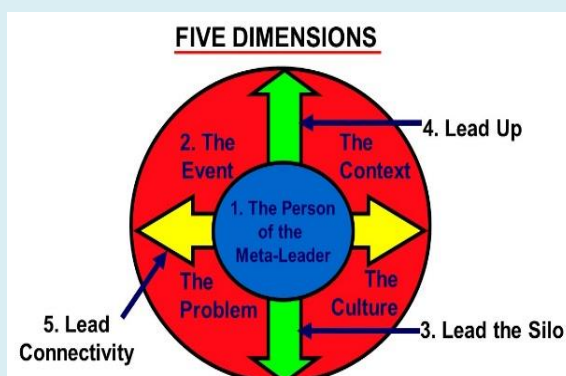 FIVE DIMENSIONS
4. Lead Up
2. The
Event
The
Context
1. The Person
of the
Meta-Leader
The
Problem
The
Culture
3. Lead the Silo
5. Lead
Connectivity